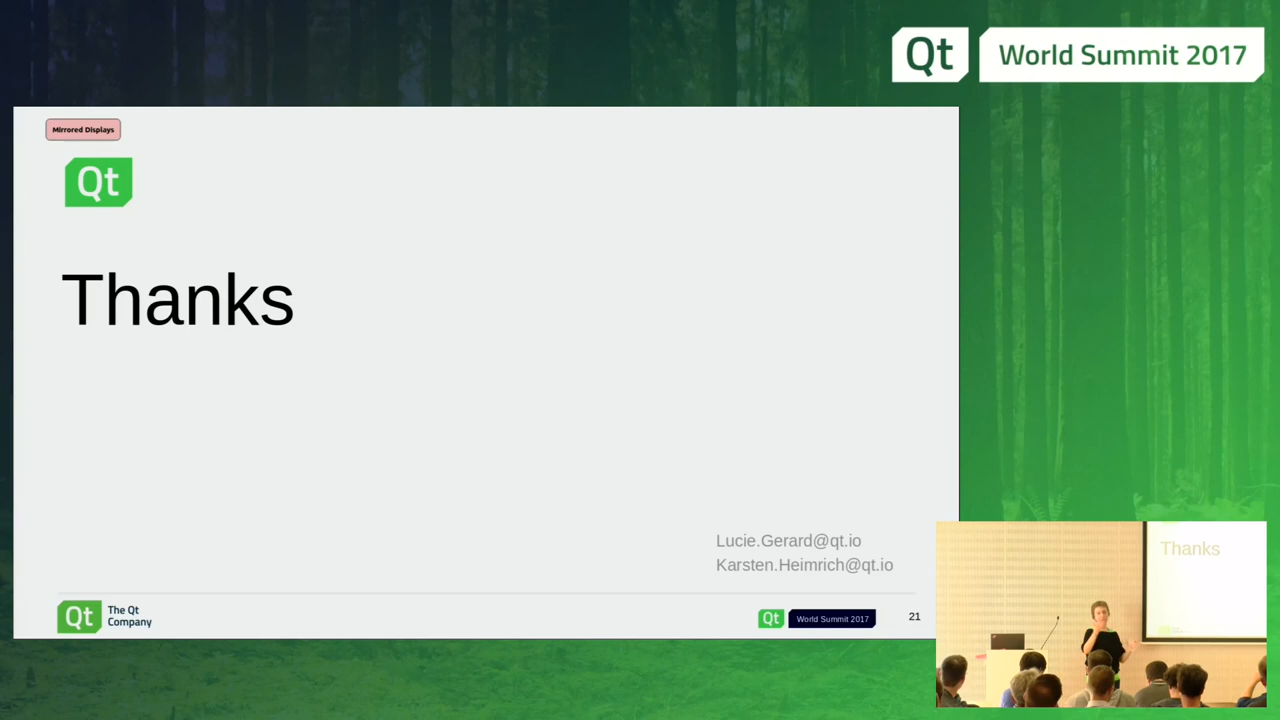 Qt
World Summit 2017
Mirrored Displays
Qt
Thanks
Lucie.Gerard@qt.io
Karsten.Heimrich@qt.io
Qt
The Qt
Company
Qt
World Summit 2017
21
Thanks